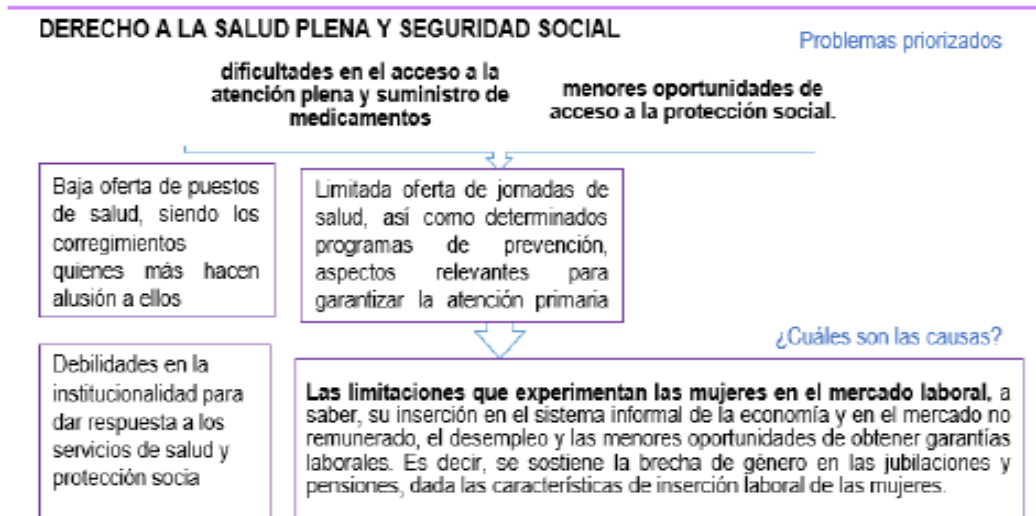 DERECHO A LA SALUD PLENA Y SEGURIDAD SOCIAL
Problemas priorizados
dificultades en el acceso a la
atención plena y suministro de
medicamentos
menores oportunidades de
acceso a la protección social.
Baja oferta de puestos
de salud, siendo los
corregimientos
quienes más hacen
alusión a ellos
Limitada oferta de jornadas de
salud, así como determinados
programas de prevención,
aspectos relevantes para
garantizar la atención primaria
¿Cuáles son las causas?
Debilidades en la
institucionalidad para
dar respuesta a los
servicios de salud y
protección socia
Las limitaciones que experimentan las mujeres en el mercado laboral, a
saber, su inserción en el sistema informal de la economía y en el mercado no
remunerado, el desempleo y las menores oportunidades de obtener garantías
laborales. Es decir, se sostiene la brecha de género en las jubilaciones y
pensiones, dada las características de inserción laboral de las mujeres.